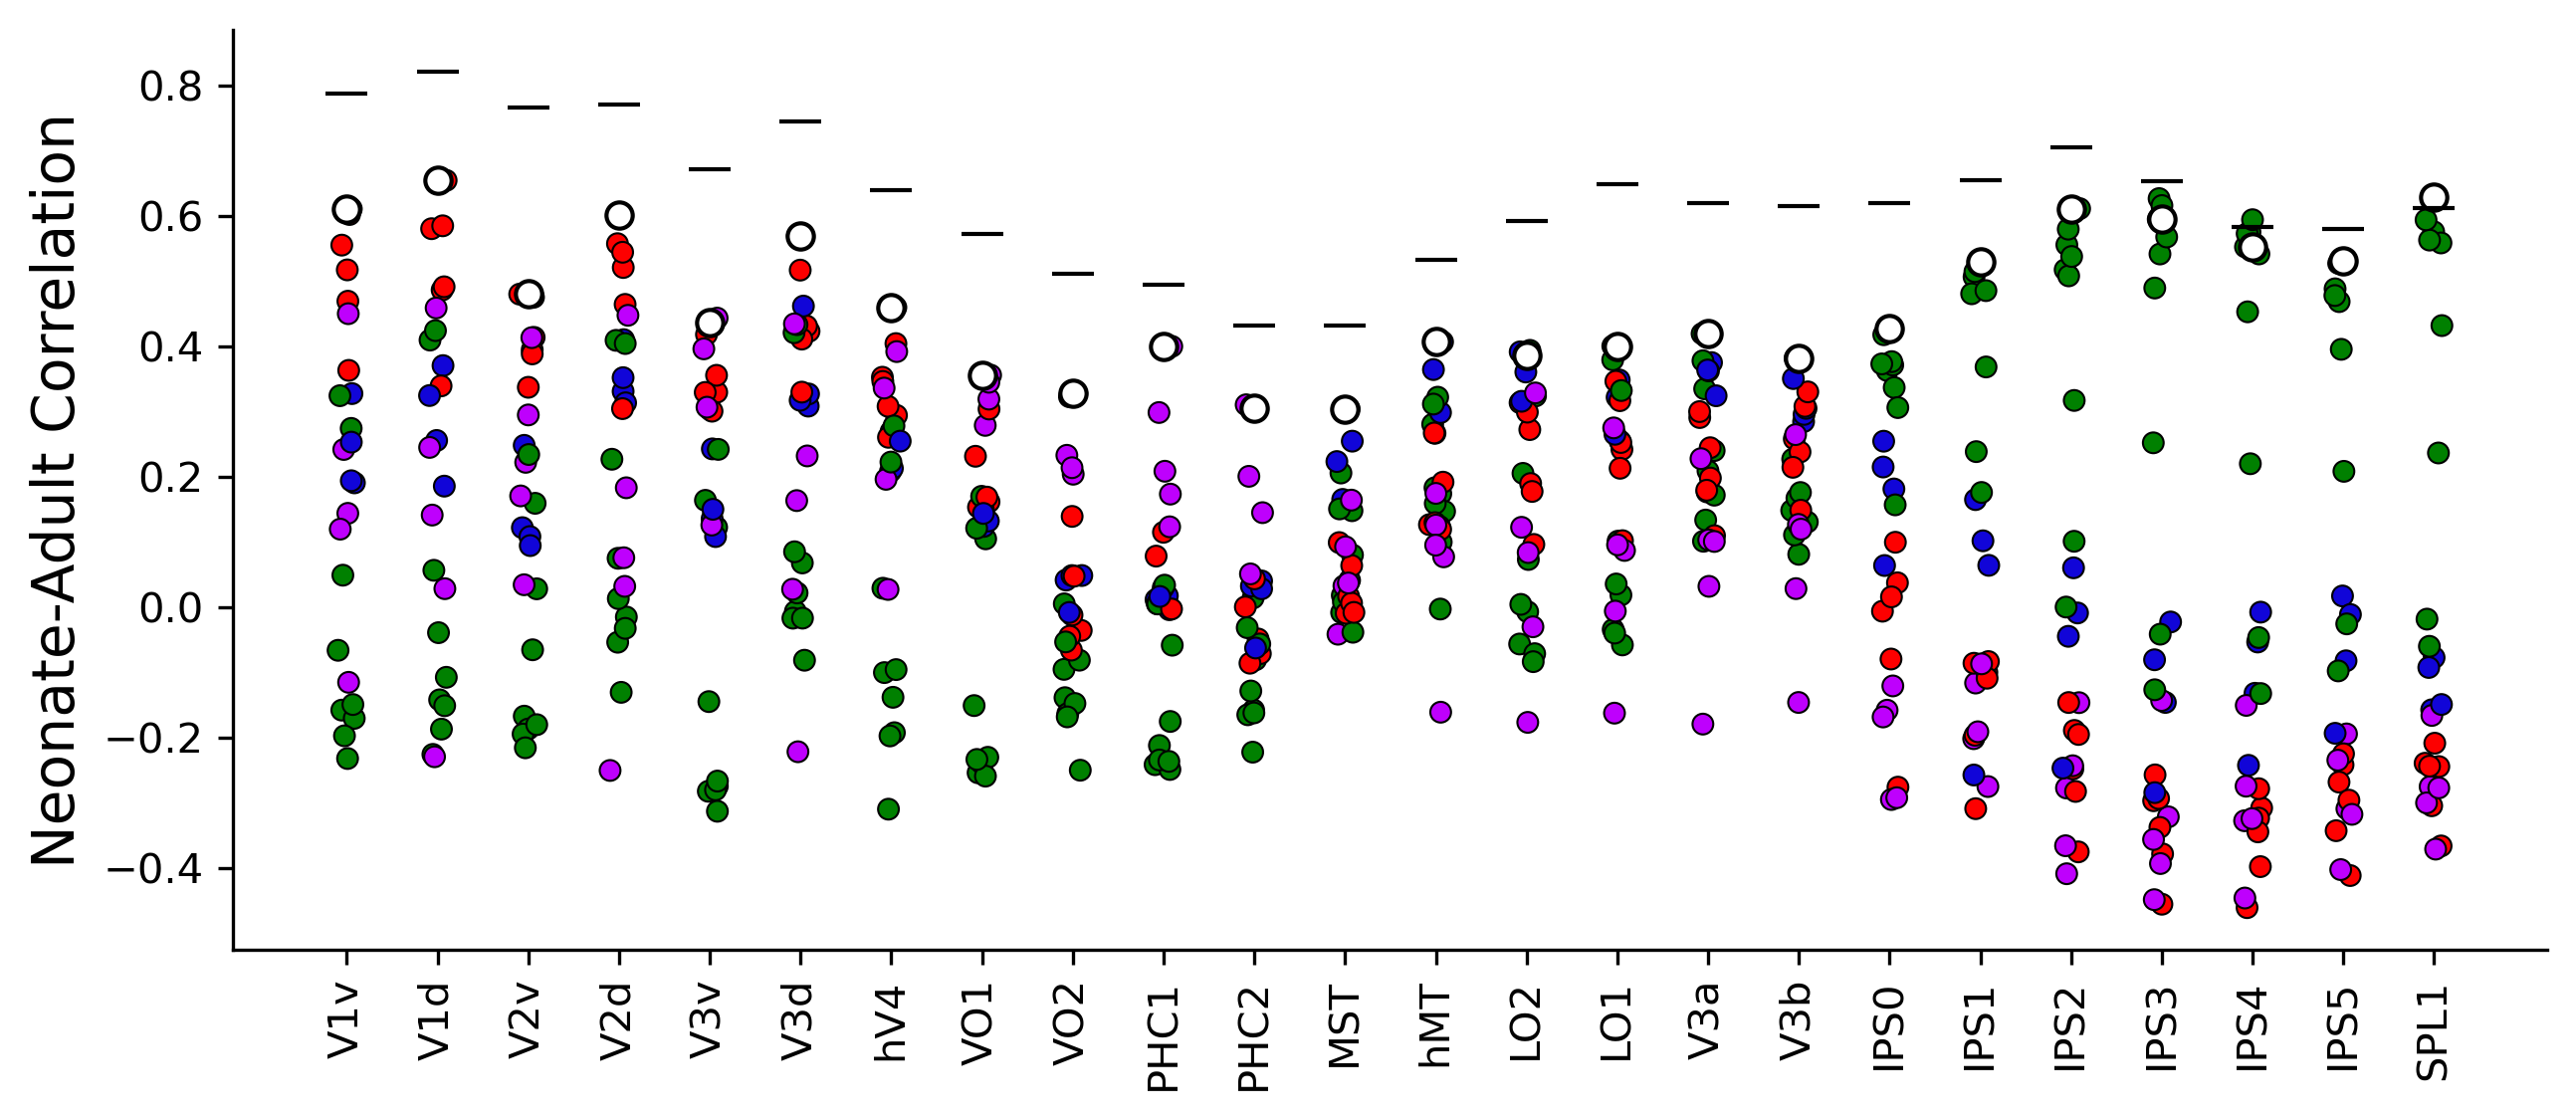 Neonate-Adult Correlation
0.8
0.6
0.4
0.2
0.0
−0.2
−0.4
V1v
V1d
V2v
V2d
V3v
V3d
hV4
VO1
VO2
PHC1
PHC2
MST
hMT
LO2
LO1
V3a
V3b
IPS0
IPS1
IPS2
IPS3
IPS4
IPS5
SPL1